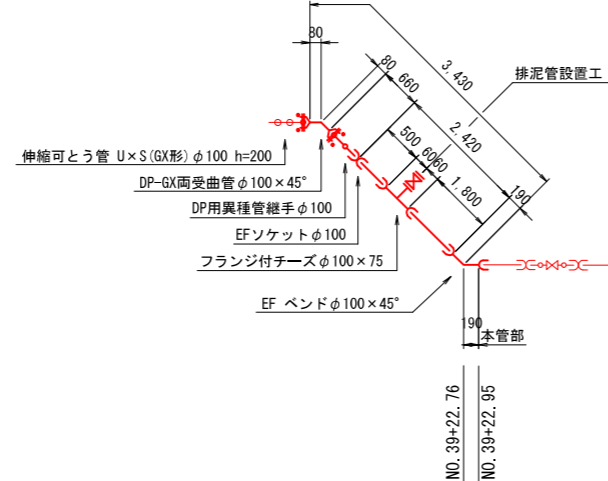 80
80
660
3,430
排泥管設置工
2,420
500
60
60
1,800
190
伸縮可とう管 U×S(GX形)φ100 h=200
DP-GX両受曲管φ100×45°
DP用異種管継手φ100
EFソケットφ100
フランジ付チーズφ100×75
EF ベンドφ100×45°
190
本管部
NO.39+22.76
NO.39+22.95